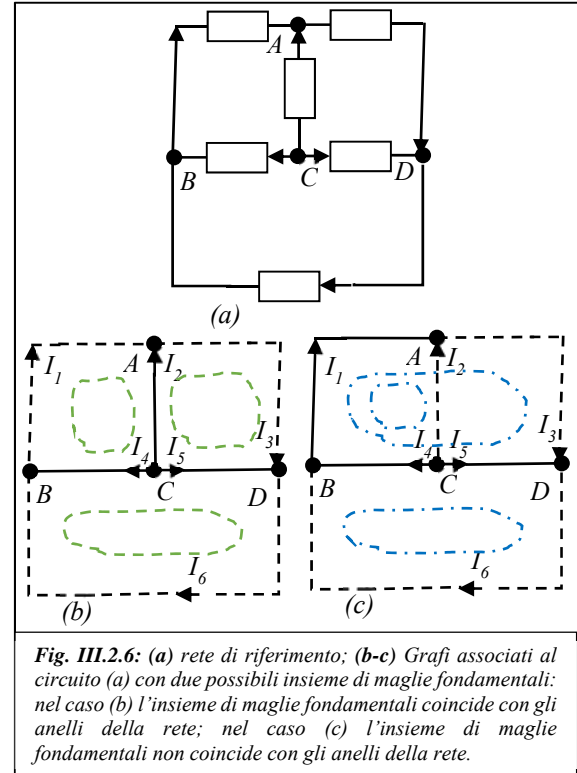 A
B
C
D
(a)
I₁
A
I₂
I₃
I₄
I₅
B
C
D
I₆
(b)
I₁
A
I₂
I₃
I₄
I₅
B
C
D
I₆
(c)
Fig. III.2.6: (a) rete di riferimento; (b-c) Grafi associati al
circuito (a) con due possibili insieme di maglie fondamentali:
nel caso (b) l’insieme di maglie fondamentali coincide con gli
anelli della rete; nel caso (c) l’insieme di maglie
fondamentali non coincide con gli anelli della rete.